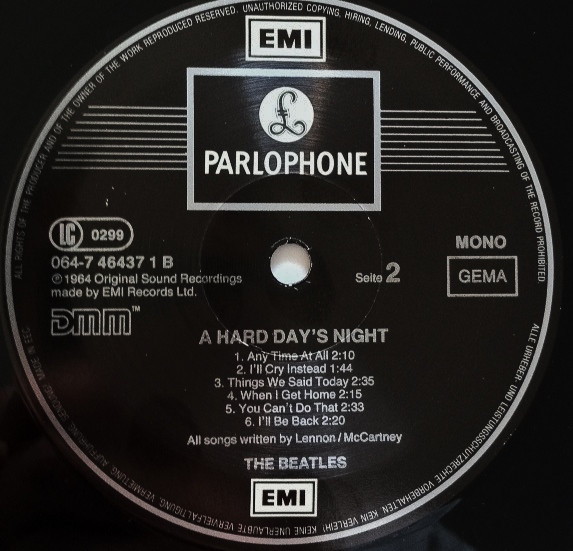 ALL RIGHTS OF THE PRODUCER AND OF THE OWNER OF THE WORK REPRODUCED RESERVED. UNAUTHORIZED COPYING, HIRING, LENDING, PUBLIC PERFORMANCE AND BROADCASTING OF THE RECORD PROHIBITED
EMI
£
PARLOPHONE
LC 0299
064-7 46437 1 B
℗1964 Original Sound Recordings
made by EMI Records Ltd.
DMM™
MONO
GEMA
Seite 2
A HARD DAY'S NIGHT
1. Any Time At All 2:10
2. I'll Cry Instead 1:44
3. Things We Said Today 2:35
4. When I Get Home 2:15
5. You Can't Do That 2:33
6. I'll Be Back 2:20
All songs written by Lennon/McCartney
THE BEATLES
EMI
ALLE URHEBER- UND LEISTUNGSSCHUTZRECHTE VORBEHALTEN. KEIN VERLEIH! KEINE UNERLAUBTE VERVIELFÄLTIGUNG, VERMIETUNG, AUFFÜHRUNG, SENDUNG! MADE IN EEC